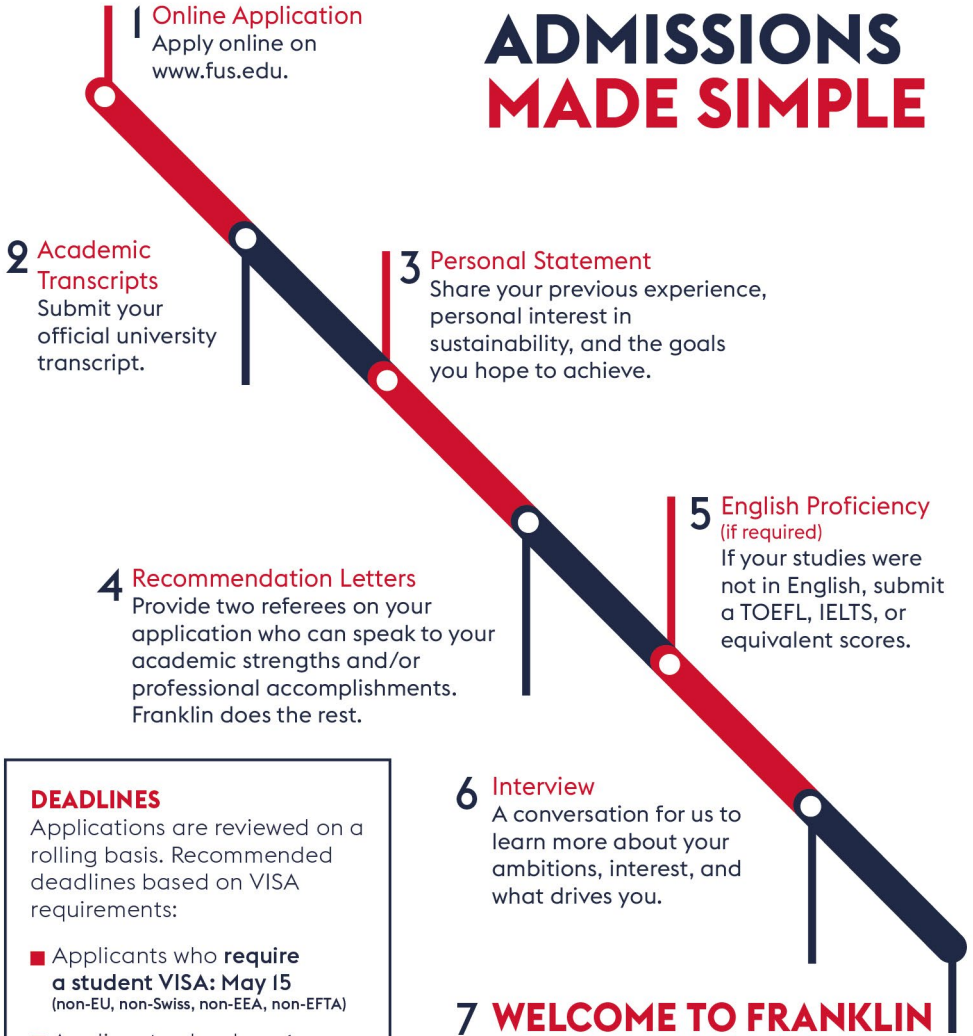 ADMISSIONS
MADE SIMPLE
1 Online Application
Apply online on
www.fus.edu.
2 Academic
Transcripts
Submit your
official university
transcript.
3 Personal Statement
Share your previous experience,
personal interest in
sustainability, and the goals
you hope to achieve.
4 Recommendation Letters
Provide two referees on your
application who can speak to your
academic strengths and/or
professional accomplishments.
Franklin does the rest.
5 English Proficiency
(if required)
If your studies were
not in English, submit
a TOEFL, IELTS, or
equivalent scores.
6 Interview
A conversation for us to
learn more about your
ambitions, interest, and
what drives you.
7 WELCOME TO FRANKLIN
DEADLINES
Applications are reviewed on a
rolling basis. Recommended
deadlines based on VISA
requirements:
Applicants who require
a student VISA: May 15
(non-EU, non-Swiss, non-EEA, non-EFTA)